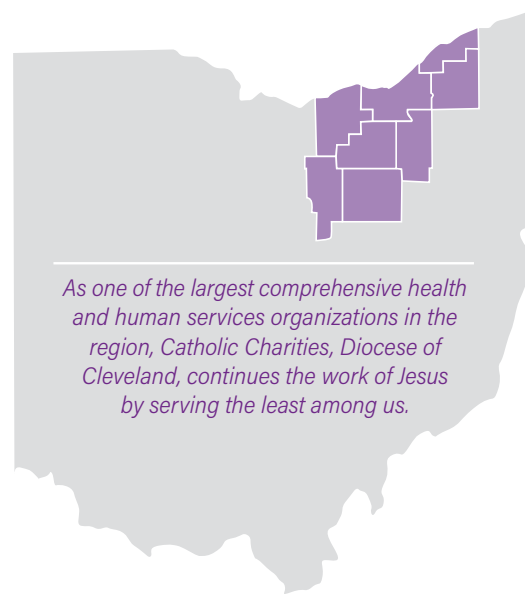 As one of the largest comprehensive health
and human services organizations in the
region, Catholic Charities, Diocese of
Cleveland, continues the work of Jesus
by serving the least among us.